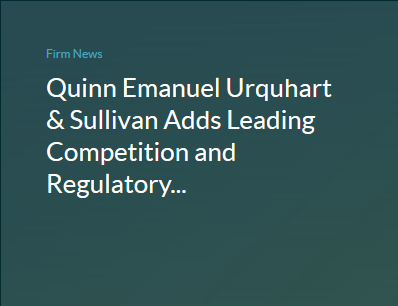 Firm News
Quinn Emanuel Urquhart
& Sullivan Adds Leading
Competition and
Regulatory...